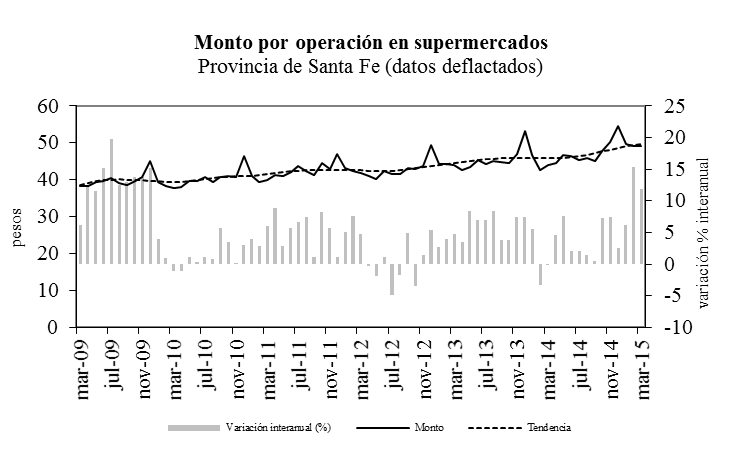 Monto por operación en supermercados
Provincia de Santa Fe (datos deflactados)
60
50
40
30
20
10
0
pesos
25
20
15
10
5
0
-5
-10
variación % interanual
mar-09
jul-09
nov-09
mar-10
jul-10
nov-10
mar-11
jul-11
nov-11
mar-12
jul-12
nov-12
mar-13
jul-13
nov-13
mar-14
jul-14
nov-14
mar-15
Variación interanual (%)
Monto
Tendencia